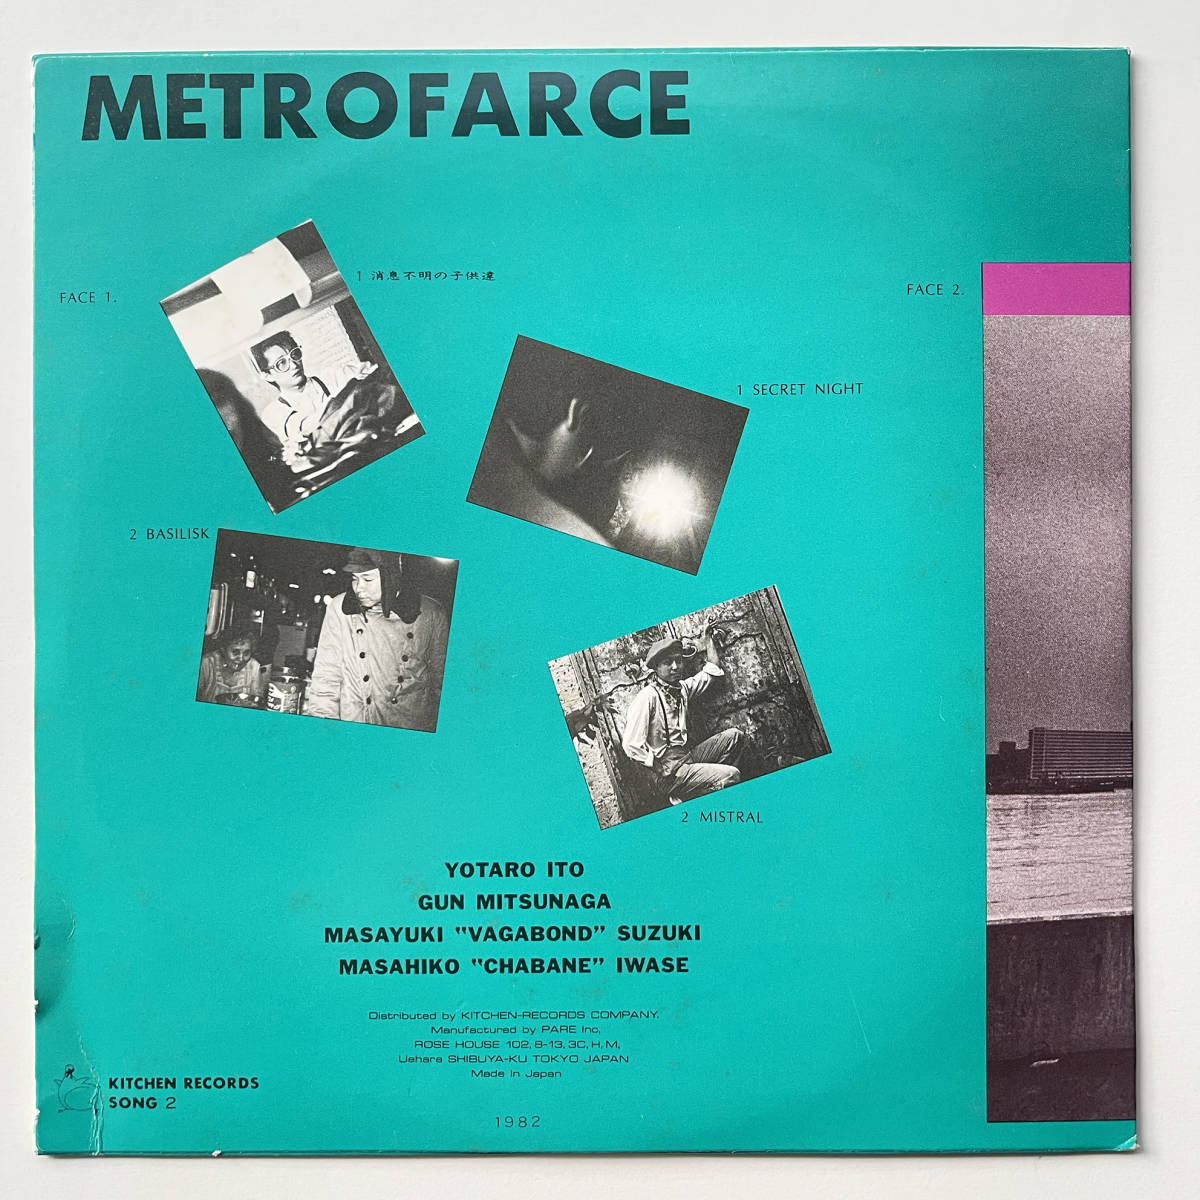 METROFARCE
FACE 1.
1 消息不明の子供達
2 BASILISK
FACE 2.
1 SECRET NIGHT
2 MISTRAL
YOTARO ITO
GUN MITSUNAGA
MASAYUKI "VAGABOND" SUZUKI
MASAHIKO "CHABANE" IWASE
Distributed by KITCHEN-RECORDS COMPANY.
Manufactured by PARE Inc,
ROSE HOUSE 102, 8-13, 3C, H, M,
Uehara SHIBUYA-KU TOKYO JAPAN
Made In Japan
KITCHEN RECORDS
SONG 2
1982